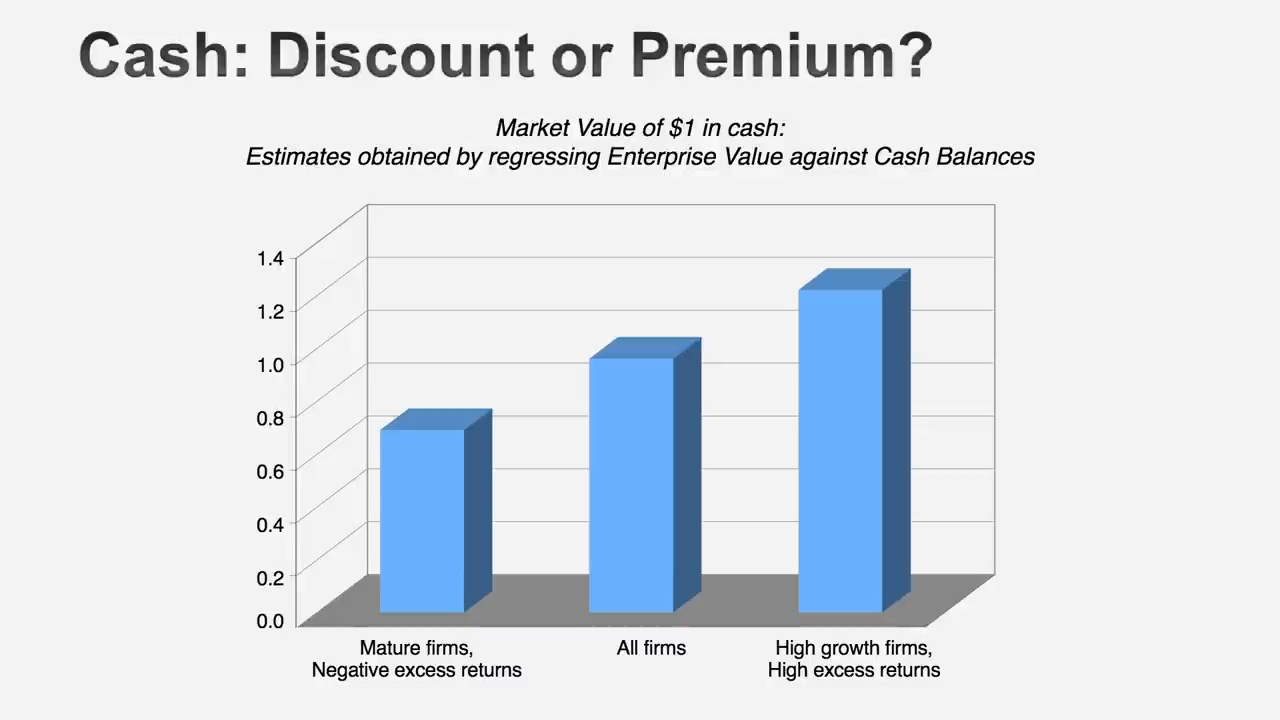 Cash: Discount or Premium?
Market Value of $1 in cash:
Estimates obtained by regressing Enterprise Value against Cash Balances
1.4
1.2
1.0
0.8
0.6
0.4
0.2
0.0
Mature firms,
Negative excess returns
All firms
High growth firms,
High excess returns